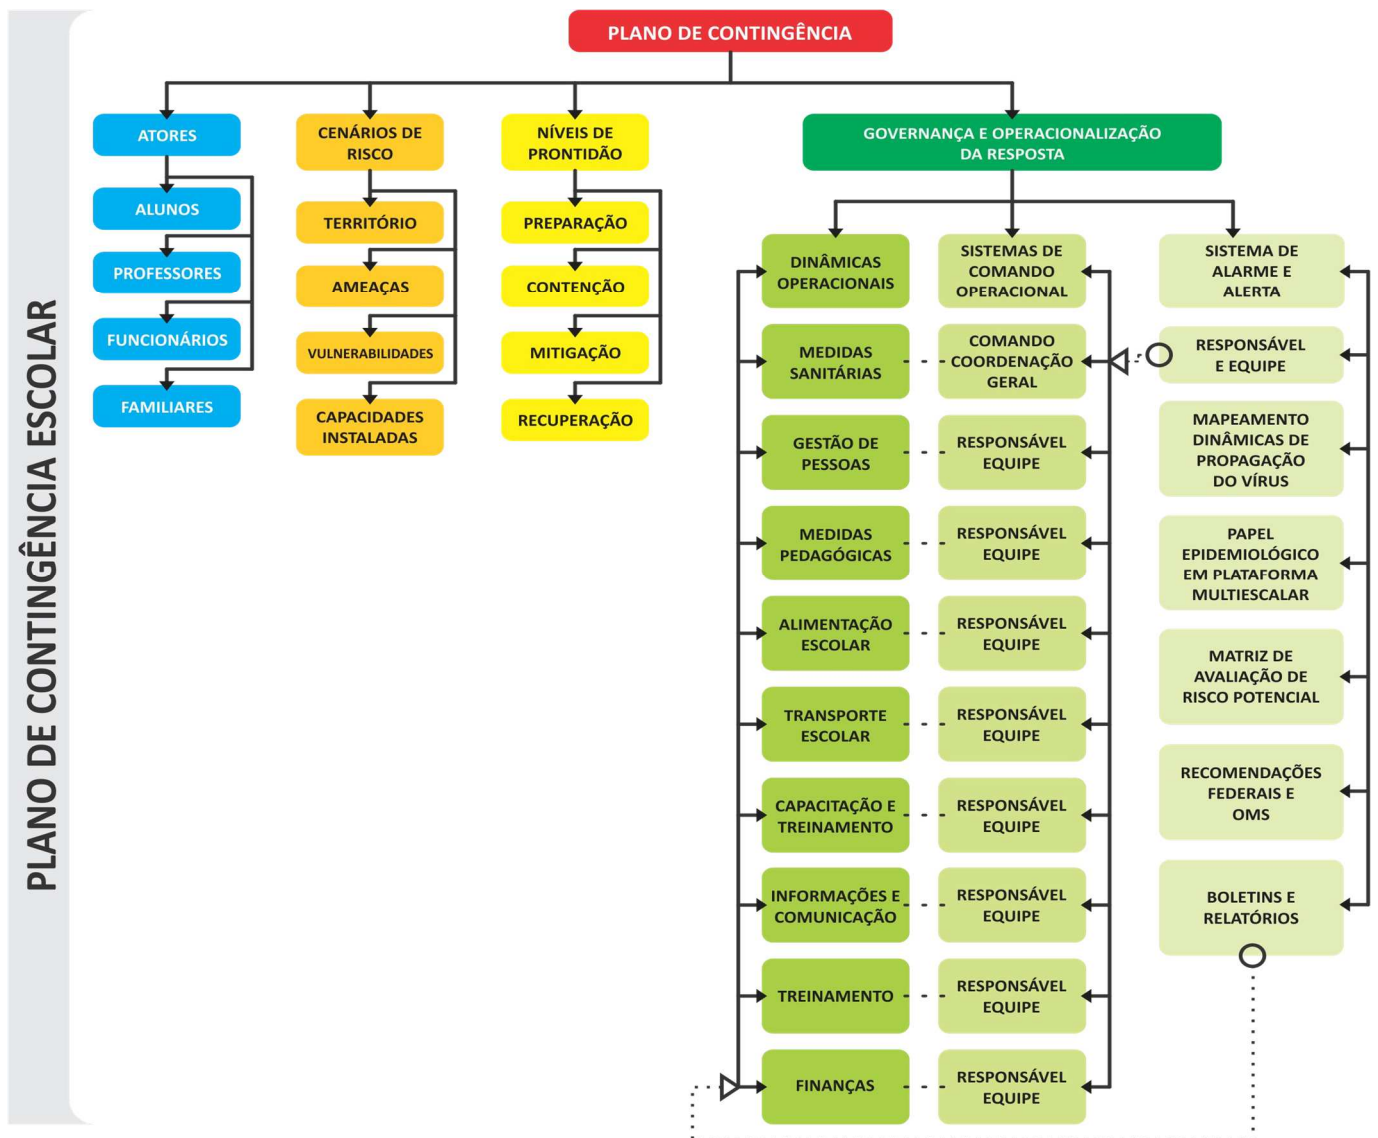 PLANO DE CONTINGÊNCIA ESCOLAR
PLANO DE CONTINGÊNCIA
ATORES
ALUNOS
PROFESSORES
FUNCIONÁRIOS
FAMILIARES
CENÁRIOS DE
RISCO
TERRITÓRIO
AMEAÇAS
VULNERABILIDADES
CAPACIDADES
INSTALADAS
NÍVEIS DE
PRONTIDÃO
PREPARAÇÃO
CONTENÇÃO
MITIGAÇÃO
RECUPERAÇÃO
GOVERNANÇA E OPERACIONALIZAÇÃO
DA RESPOSTA
DINÂMICAS
OPERACIONAIS
MEDIDAS
SANITÁRIAS
GESTÃO DE
PESSOAS
MEDIDAS
PEDAGÓGICAS
ALIMENTAÇÃO
ESCOLAR
TRANSPORTE
ESCOLAR
CAPACITAÇÃO E
TREINAMENTO
INFORMAÇÕES E
COMUNICAÇÃO
TREINAMENTO
FINANÇAS
SISTEMAS DE
COMANDO
OPERACIONAL
COMANDO
COORDENAÇÃO
GERAL
RESPONSÁVEL
EQUIPE
RESPONSÁVEL
EQUIPE
RESPONSÁVEL
EQUIPE
RESPONSÁVEL
EQUIPE
RESPONSÁVEL
EQUIPE
RESPONSÁVEL
EQUIPE
RESPONSÁVEL
EQUIPE
RESPONSÁVEL
EQUIPE
SISTEMA DE
ALARME E
ALERTA
RESPONSÁVEL
E EQUIPE
MAPEAMENTO
DINÂMICAS DE
PROPAGAÇÃO
DO VÍRUS
PAPEL
EPIDEMIOLÓGICO
EM PLATAFORMA
MULTIESCALAR
MATRIZ DE
AVALIAÇÃO DE
RISCO POTENCIAL
RECOMENDAÇÕES
FEDERAIS E
OMS
BOLETINS E
RELATÓRIOS